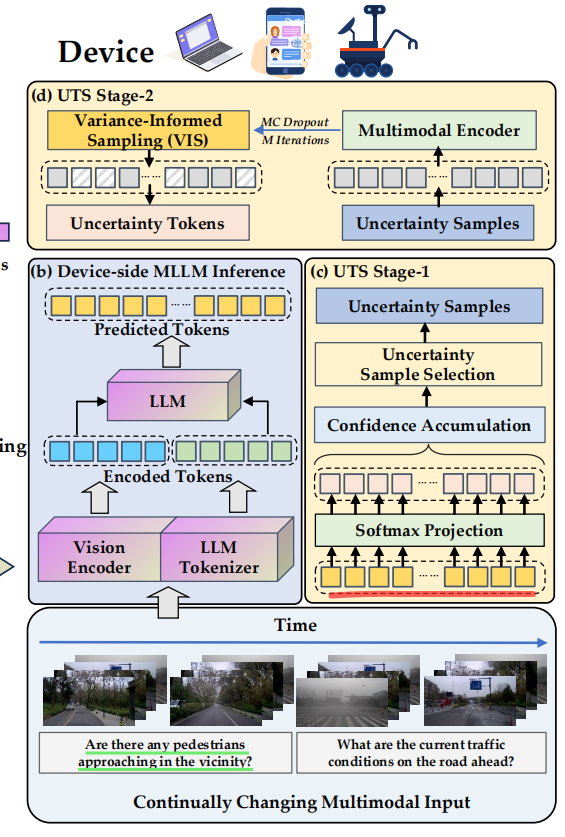 Device
(d) UTS Stage-2
Variance-Informed
Sampling (VIS)
MC Dropout
M Iterations
Multimodal Encoder
Uncertainty Tokens
Uncertainty Samples
s
(b) Device-side MLLM Inference
Predicted Tokens
LLM
Encoded Tokens
Vision
Encoder
LLM
Tokenizer
ing
(c) UTS Stage-1
Uncertainty Samples
Uncertainty
Sample Selection
Confidence Accumulation
Softmax Projection
Time
Are there any pedestrians
approaching in the vicinity?
What are the current traffic
conditions on the road ahead?
Continually Changing Multimodal Input